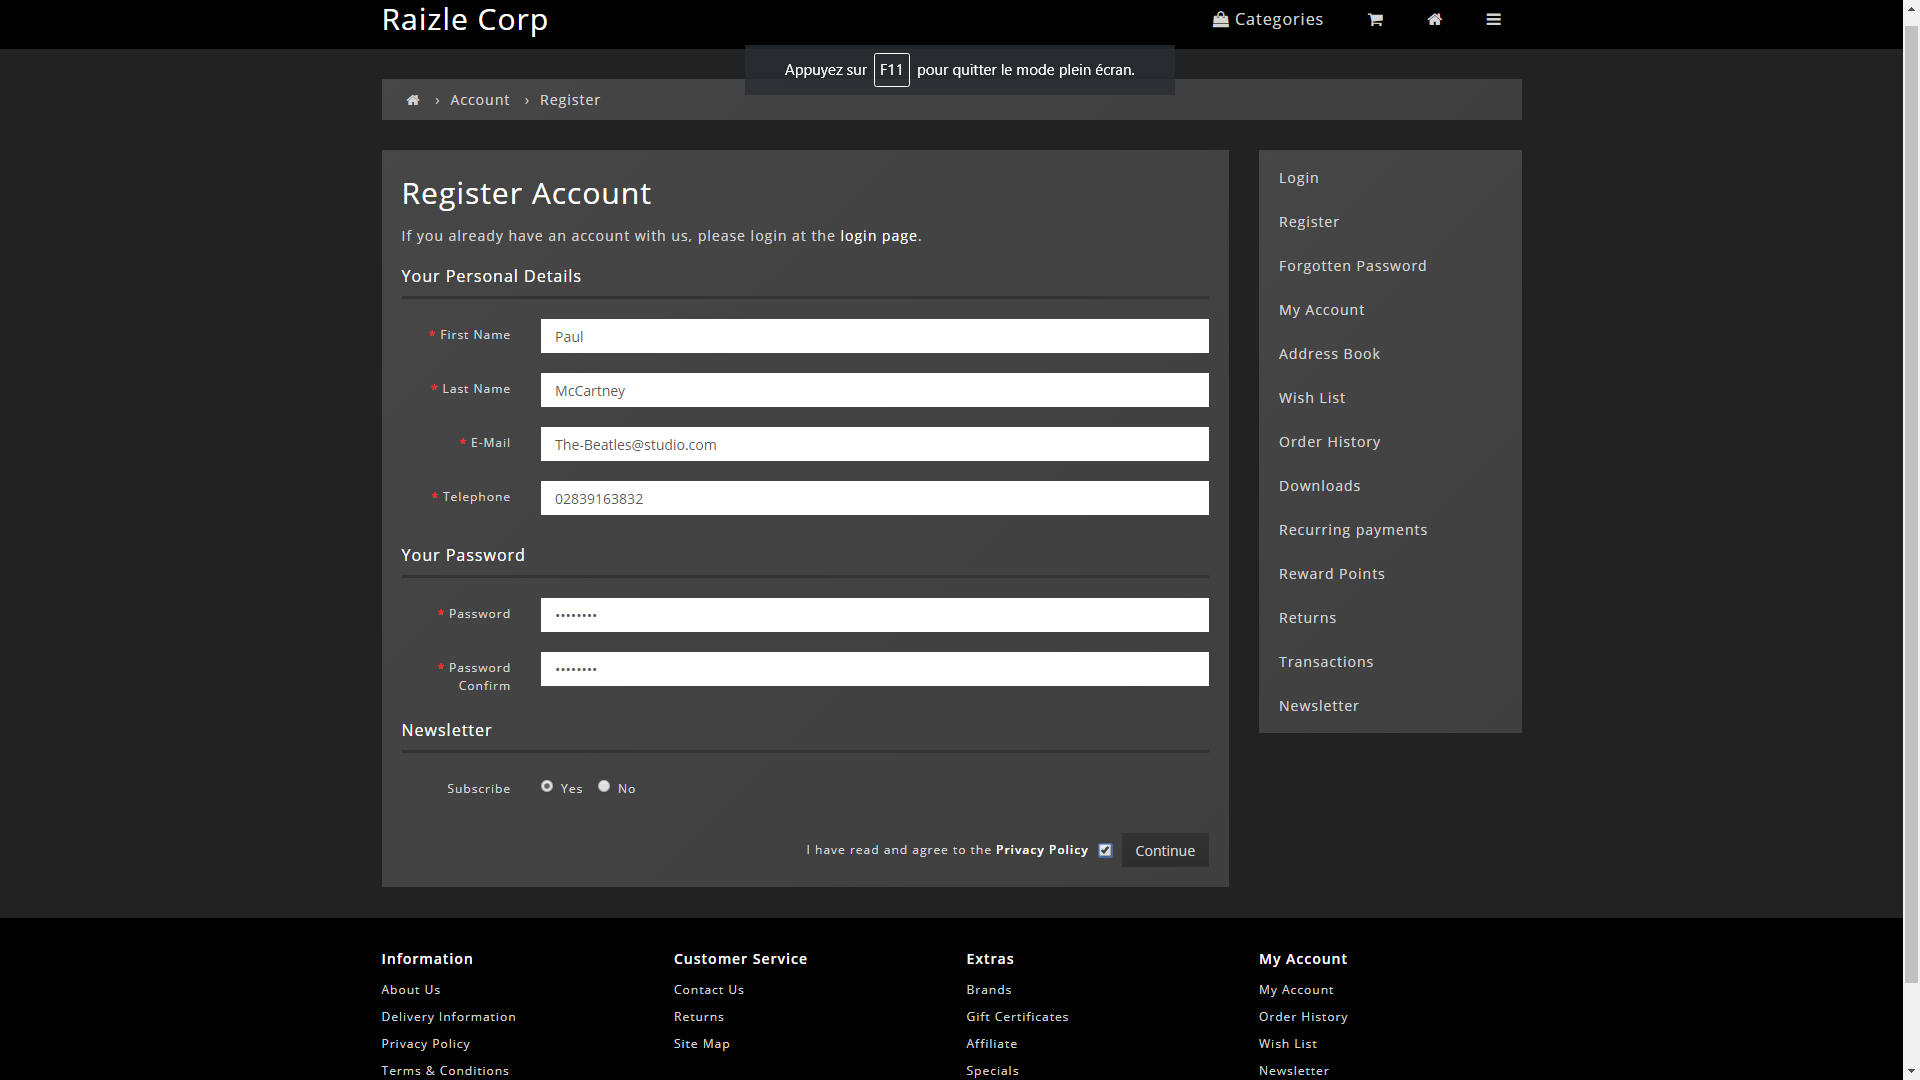 Raizle Corp
Categories
Appuyez sur F11 pour quitter le mode plein écran.
› Account › Register
Register Account
If you already have an account with us, please login at the login page.
Your Personal Details
* First Name
Paul
* Last Name
McCartney
* E-Mail
The-Beatles@studio.com
* Telephone
02839163832
Your Password
* Password
••••••••
* Password
Confirm
••••••••
Newsletter
Subscribe
Yes No
I have read and agree to the Privacy Policy
Continue
Login
Register
Forgotten Password
My Account
Address Book
Wish List
Order History
Downloads
Recurring payments
Reward Points
Returns
Transactions
Newsletter
Information
About Us
Delivery Information
Privacy Policy
Terms & Conditions
Customer Service
Contact Us
Returns
Site Map
Extras
Brands
Gift Certificates
Affiliate
Specials
My Account
My Account
Order History
Wish List
Newsletter